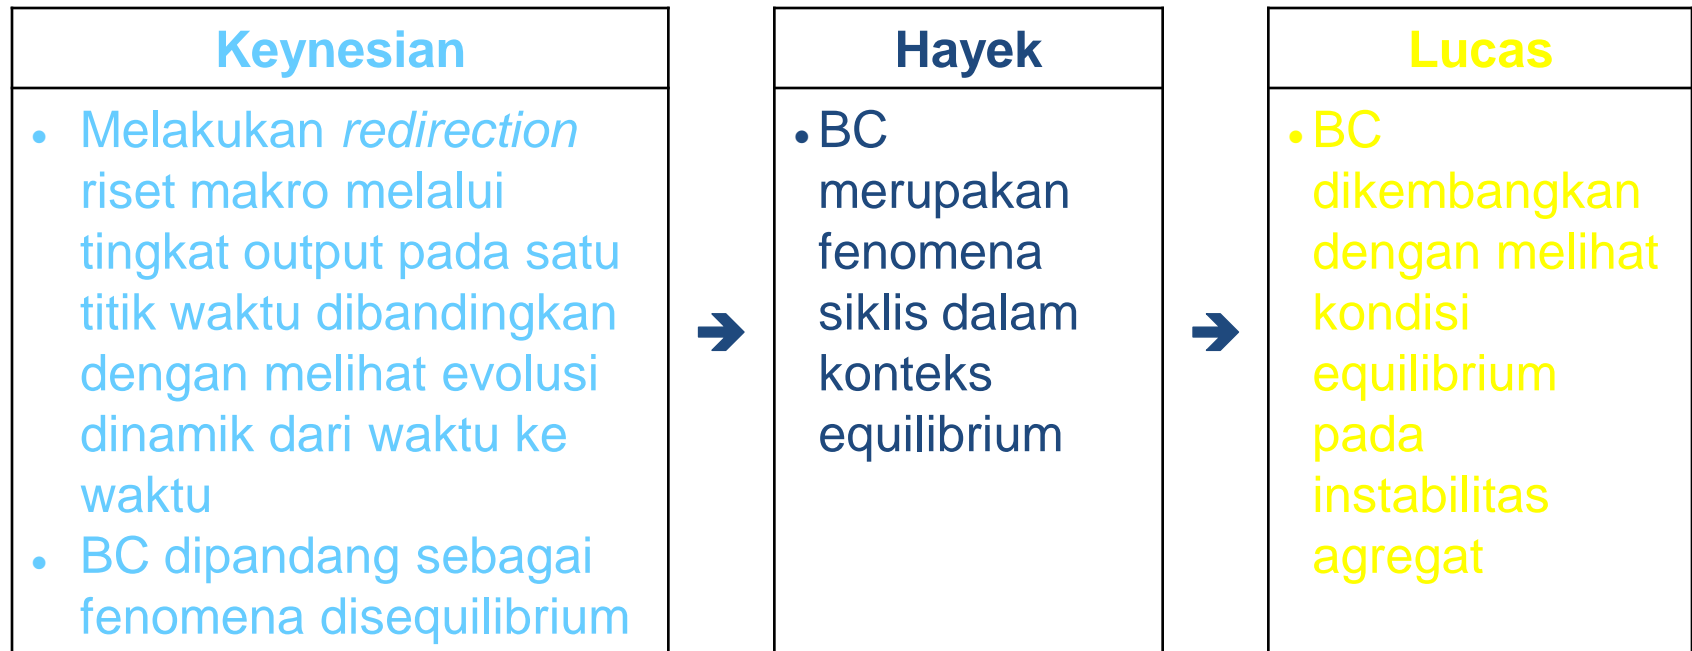 Keynesian
• Melakukan redirection
riset makro melalui
tingkat output pada satu
titik waktu dibandingkan
dengan melihat evolusi
dinamik dari waktu ke
waktu
• BC dipandang sebagai
fenomena disequilibrium
Hayek
• BC
merupakan
fenomena
siklis dalam
konteks
equilibrium
Lucas
• BC
dikembangkan
dengan melihat
kondisi
equilibrium
pada
instabilitas
agregat